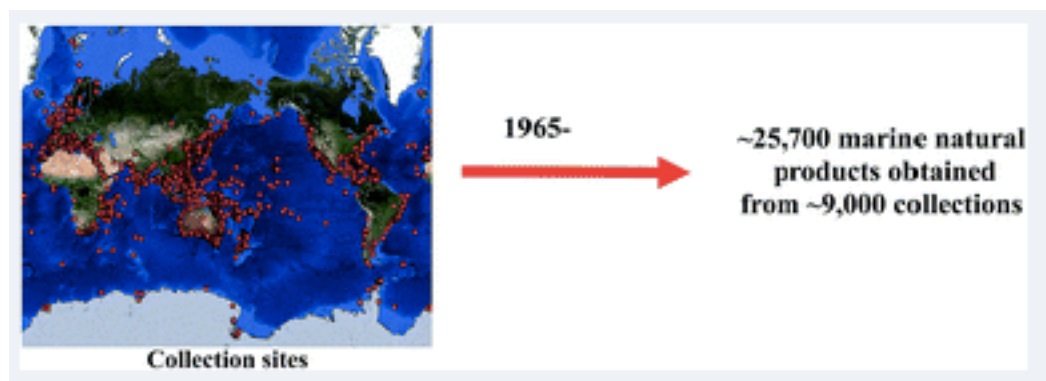 1965-
~25,700 marine natural
products obtained
from ~9,000 collections
Collection sites